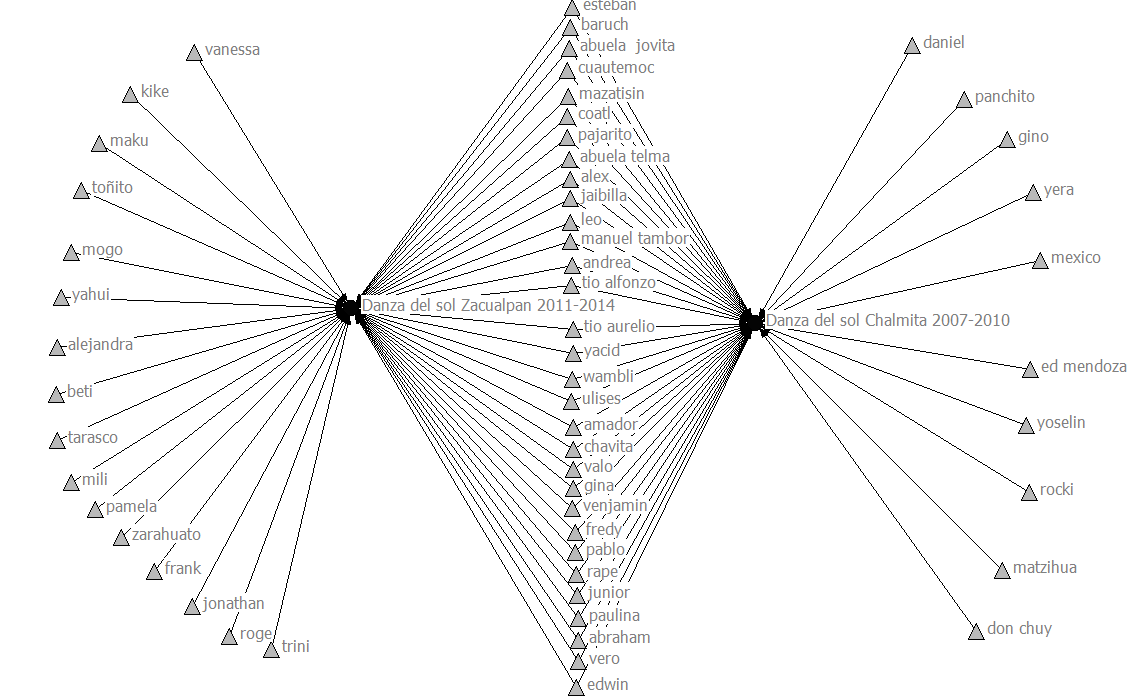 vanessa
kike
maku
toñito
mogo
yahui
alejandra
beti
tarasco
mili
pamela
zarahuato
frank
jonathan
roge
trini
Danza del sol Zacualpan 2011-2014
esteban
baruch
abuela  jovita
cuautemoc
mazatisin
coatl
pajarito
abuela telma
alex
jaibilla
leo
manuel tambor
andrea
tio alfonzo
tio aurelio
yacid
wambli
ulises
amador
chavita
valo
gina
venjamin
fredy
pablo
rape
junior
paulina
abraham
vero
edwin
Danza del sol Chalmita 2007-2010
daniel
panchito
gino
yera
mexico
ed mendoza
yoselin
rocki
matzihua
don chuy